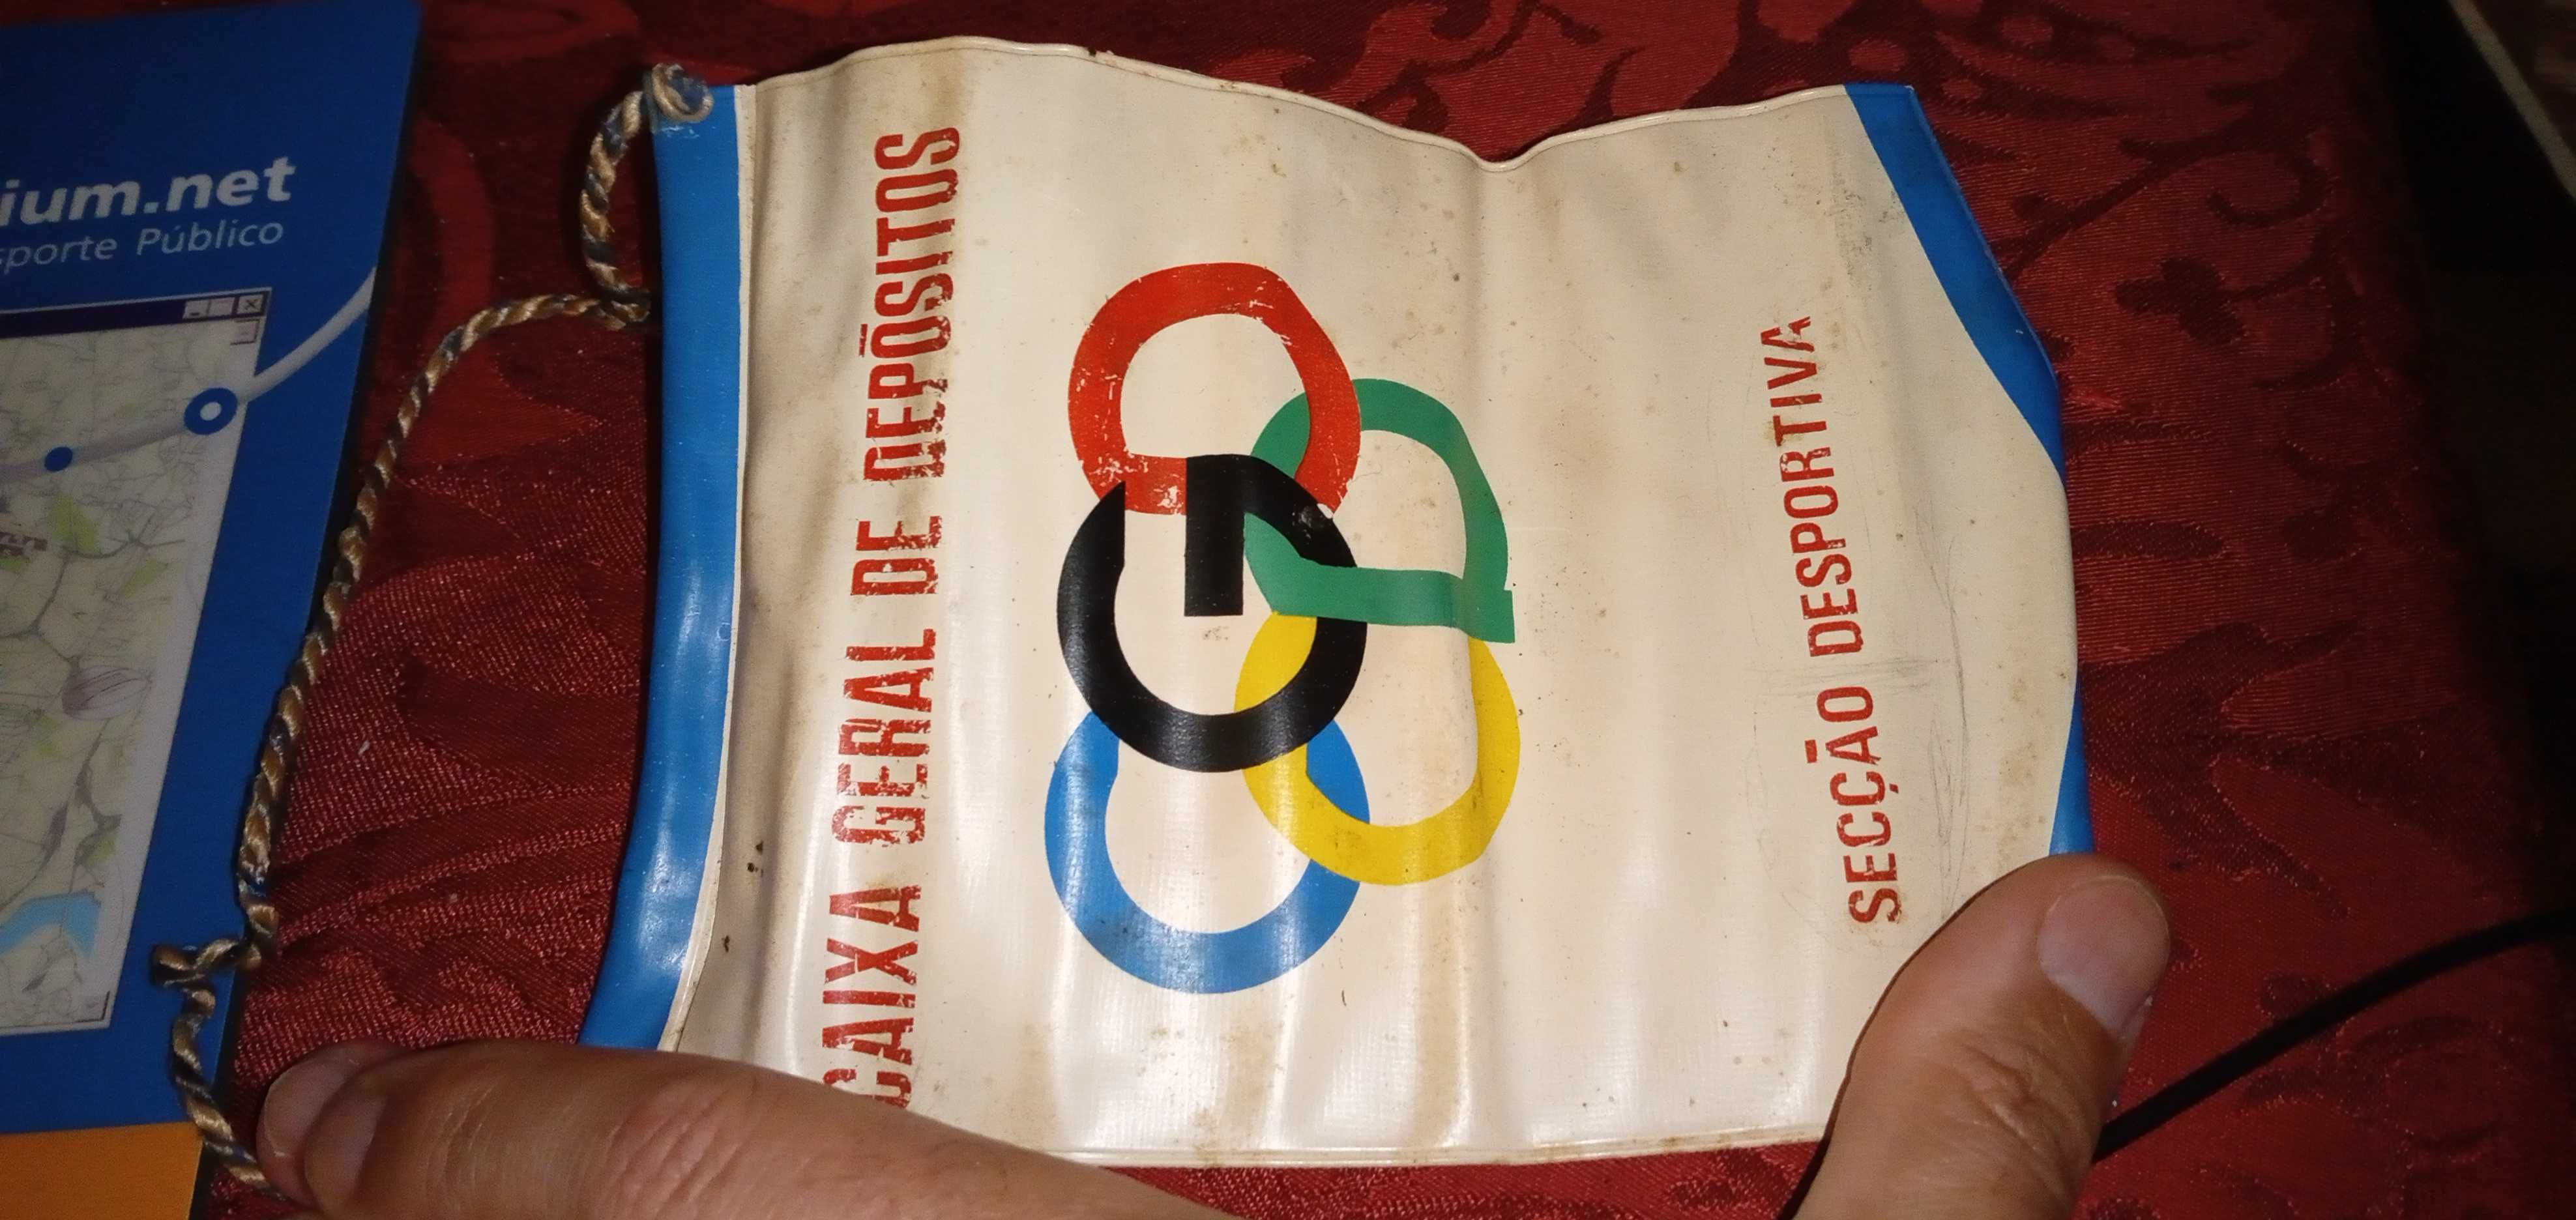 ium.net
sporte Público
CAIXA GERAL DE DEPÓSITOS
SECÇÃO DESPORTIVA